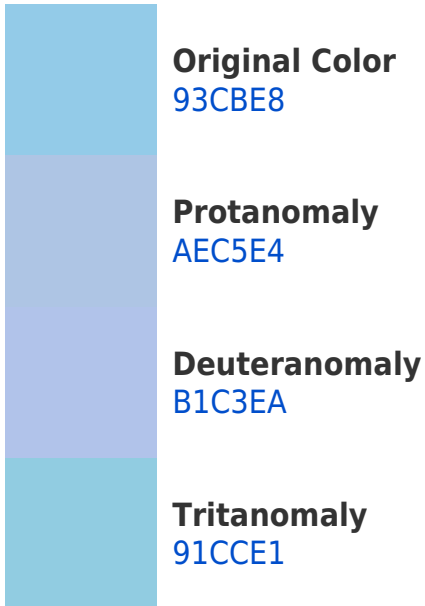 Original Color
93CBE8
Protanomaly
AEC5E4
Deuteranomaly
B1C3EA
Tritanomaly
91CCE1